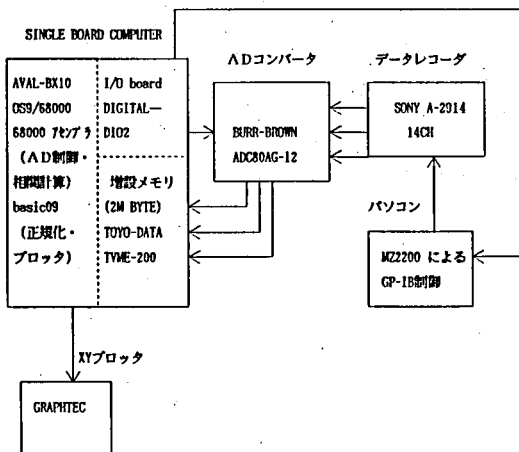 SINGLE BOARD COMPUTER
AVAL-BX10
OS9/68000
68000 アセンブラ
(AD制御・
相関計算)
basic09
(正規化・
プロッタ)
I/O board
DIGITAL—
DIO2
増設メモリ
(2M BYTE)
TOYO-DATA
TVME-200
ADコンバータ
BURR-BROWN
ADC80AG-12
データレコーダ
SONY A-2914
14CH
パソコン
MZ2200 による
GP-IB制御
XYプロッタ
GRAPHTEC